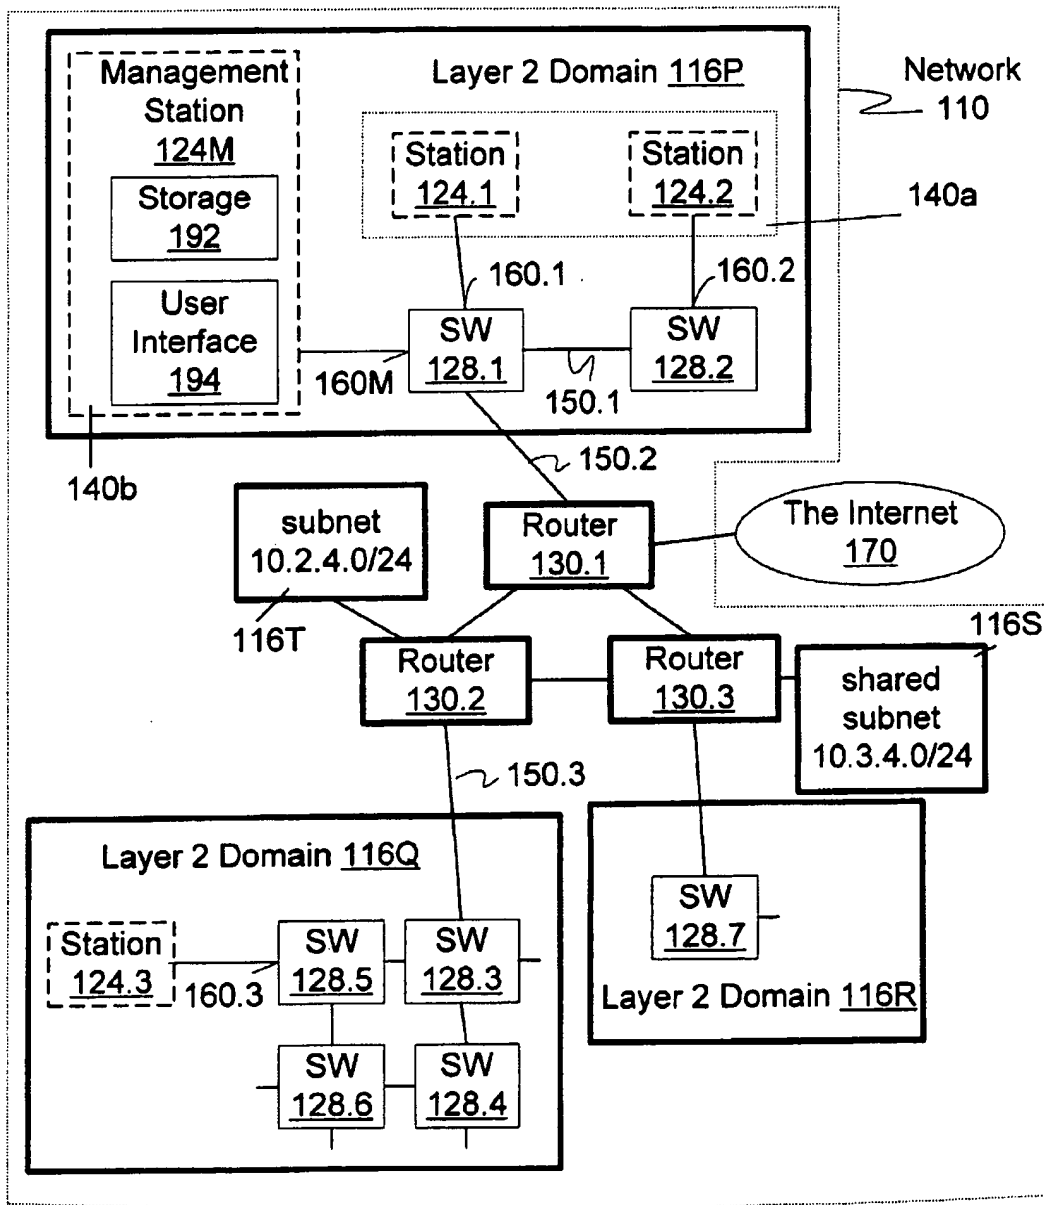 Management
Station
124M
Storage
192
User
Interface
194
Layer 2 Domain 116P
Network
110
Station
124.1
Station
124.2
140a
160.1
160.2
SW
128.1
SW
128.2
160M
150.1
140b
150.2
subnet
10.2.4.0/24
Router
130.1
The Internet
170
116T
116S
Router
130.2
Router
130.3
shared
subnet
10.3.4.0/24
150.3
Layer 2 Domain 116Q
Station
124.3
160.3
SW
128.5
SW
128.3
SW
128.6
SW
128.4
SW
128.7
Layer 2 Domain 116R